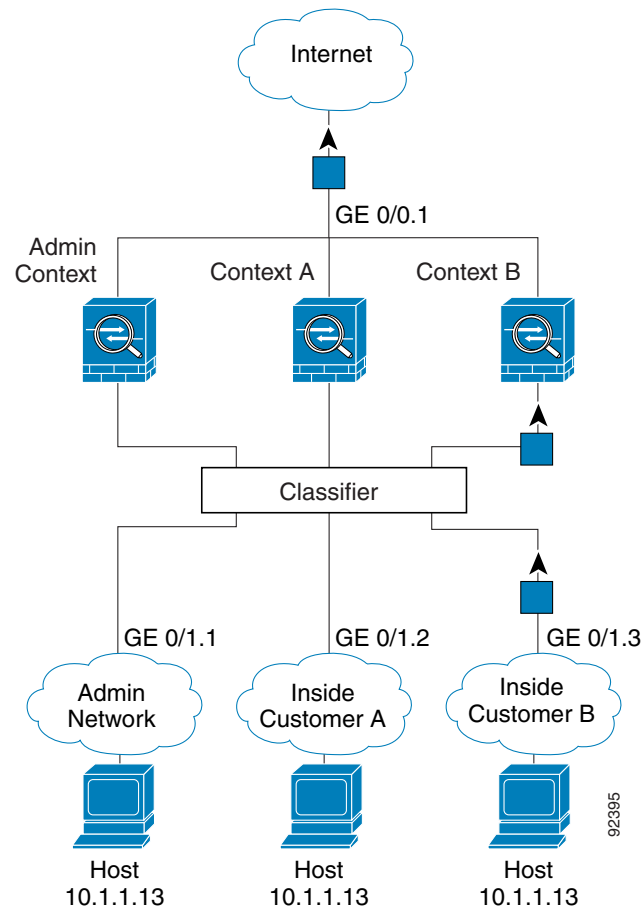 Internet
GE 0/0.1
Admin
Context
Context A
Context B
Classifier
GE 0/1.1
GE 0/1.2
GE 0/1.3
Admin
Network
Inside
Customer A
Inside
Customer B
92395
Host
10.1.1.13
Host
10.1.1.13
Host
10.1.1.13